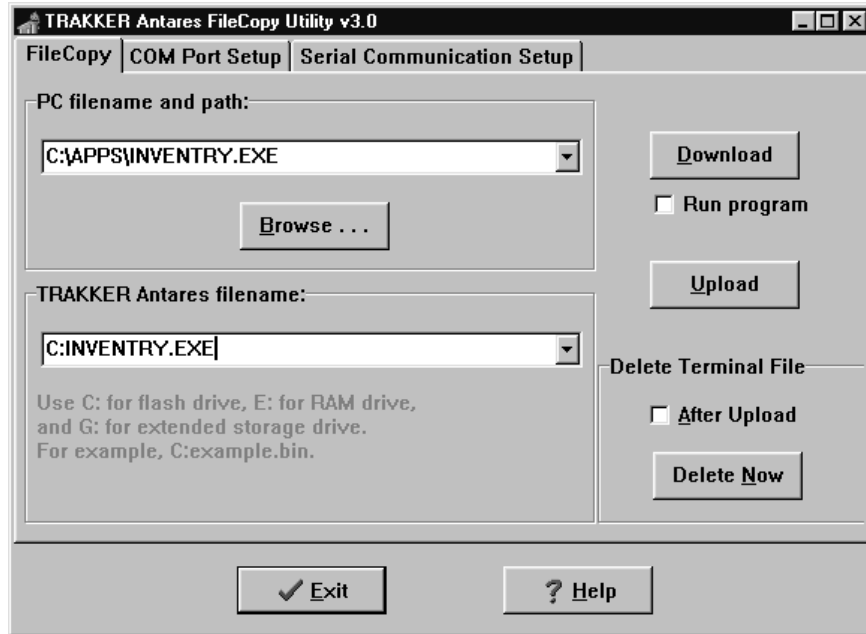 TRAKKER Antares FileCopy Utility v3.0
FileCopy COM Port Setup Serial Communication Setup
PC filename and path:
C:\APPS\INVENTRY.EXE
Browse . . .
Download
Run program
Upload
TRAKKER Antares filename:
C:INVENTRY.EXE
Use C: for flash drive, E: for RAM drive,
and G: for extended storage drive.
For example, C:example.bin.
Delete Terminal File
After Upload
Delete Now
Exit
? Help